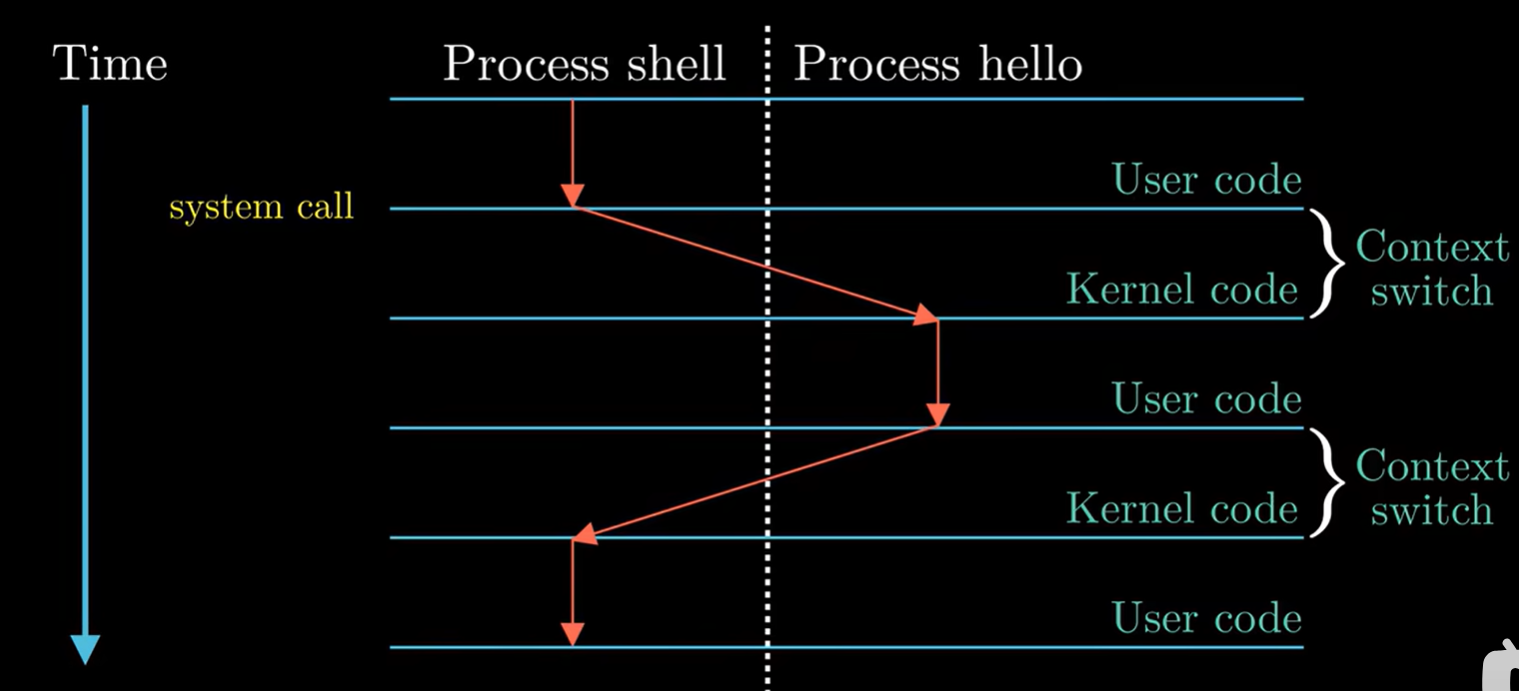 Time
Process shell
Process hello
User code
system call
Context
switch
Kernel code
User code
Context
switch
Kernel code
User code